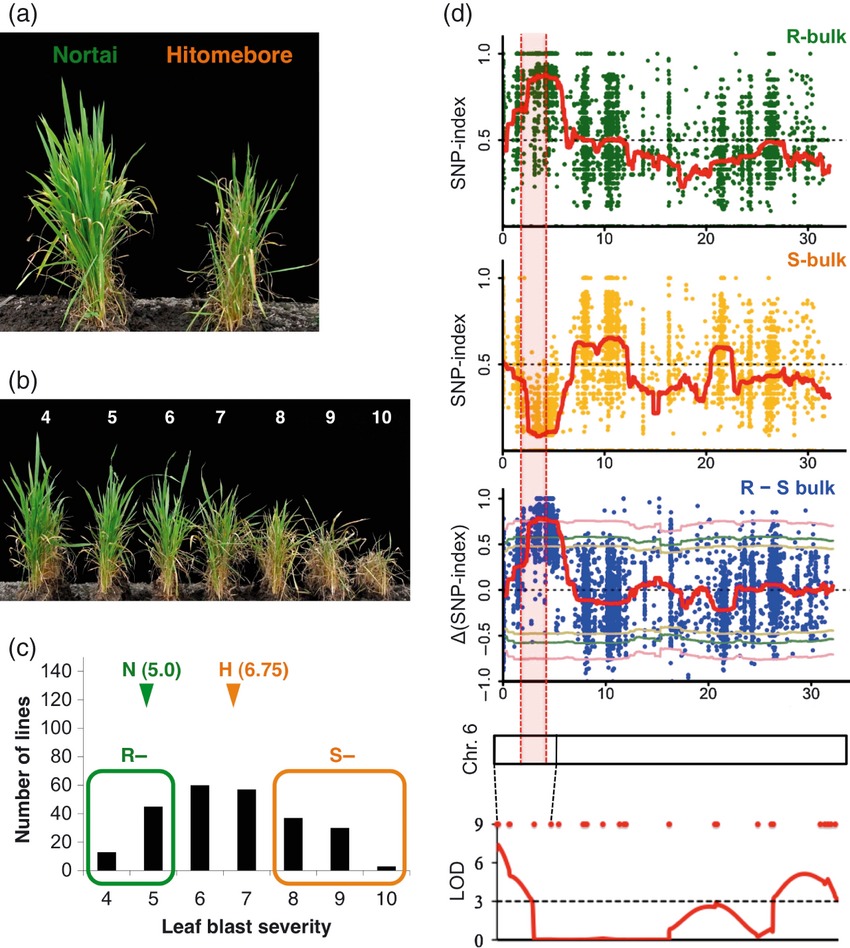 (a)
Nortai Hitomebore
(b)
4 5 6 7 8 9 10
(c)
140
120
100
80
60
40
20
0
Number of lines
N (5.0) H (6.75)
R– S–
4 5 6 7 8 9 10
Leaf blast severity
(d)
R-bulk
1.0
0.5
SNP-index
0 10 20 30
S-bulk
1.0
0.5
SNP-index
0 10 20 30
R − S bulk
1.0
0.5
0.0
−0.5
−1.0
Δ(SNP-index)
0 10 20 30
Chr. 6
9
6
3
0
LOD